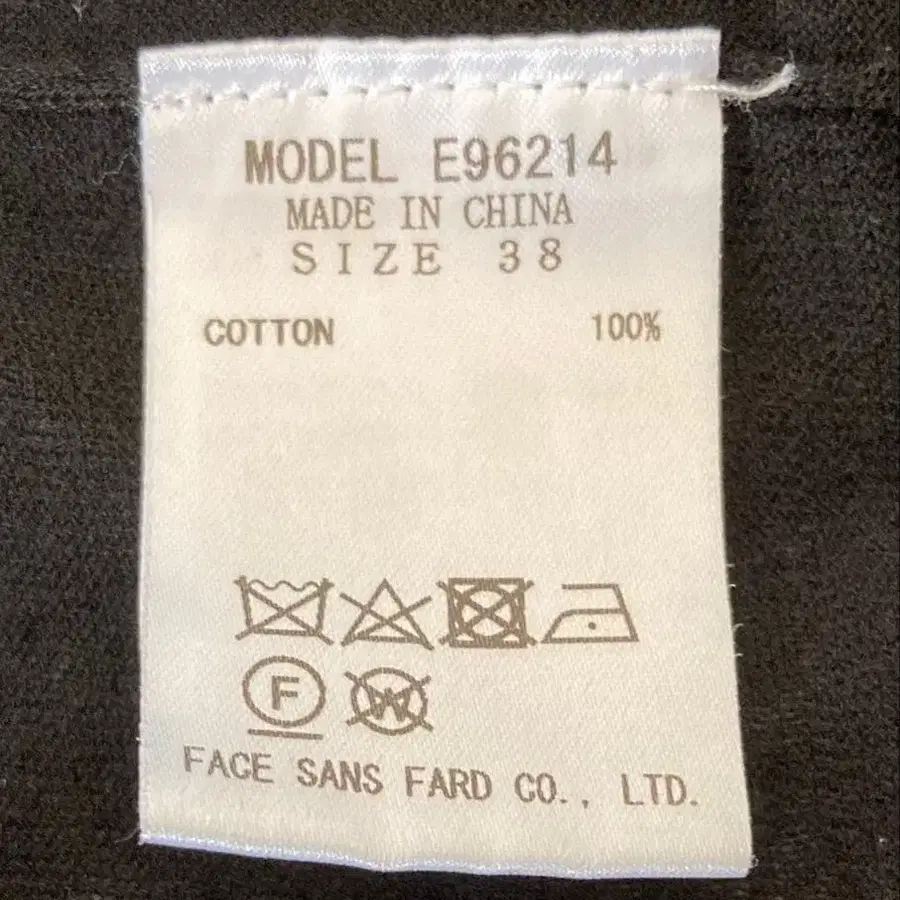 MODEL E96214
MADE IN CHINA
SIZE 38
COTTON 100%
F W
FACE SANS FARD CO., LTD.